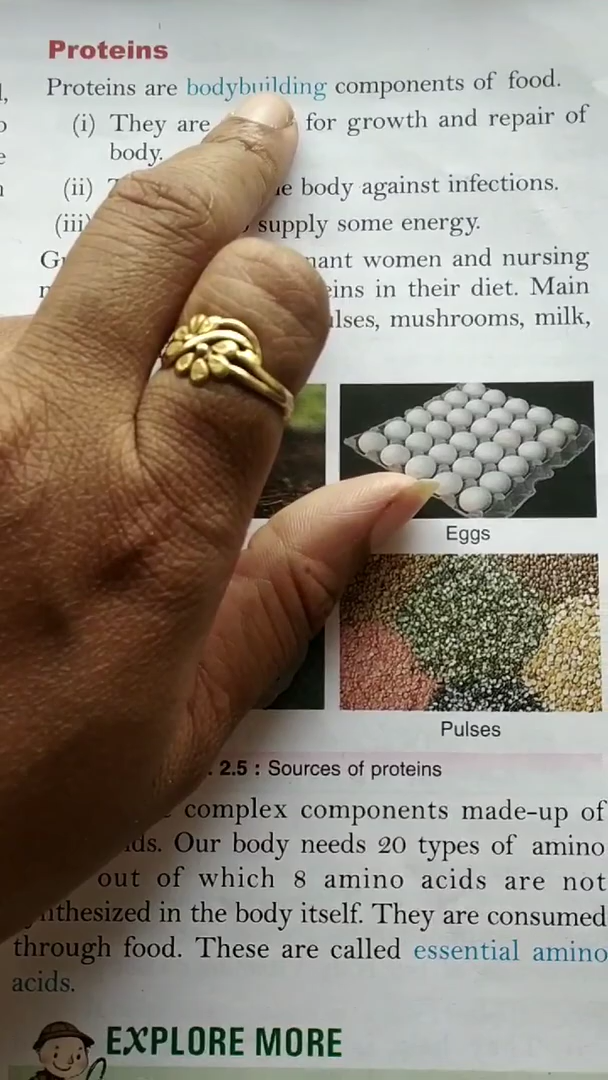 Proteins
Proteins are bodybuilding components of food.
(i) They are for growth and repair of
body.
(ii) body against infections.
(iii) supply some energy.
women and nursing
in their diet. Main
mushrooms, milk,
Eggs
Pulses
2.5 : Sources of proteins
complex components made-up of
Our body needs 20 types of amino
out of which 8 amino acids are not
in the body itself. They are consumed
through food. These are called essential amino
acids.
EXPLORE MORE